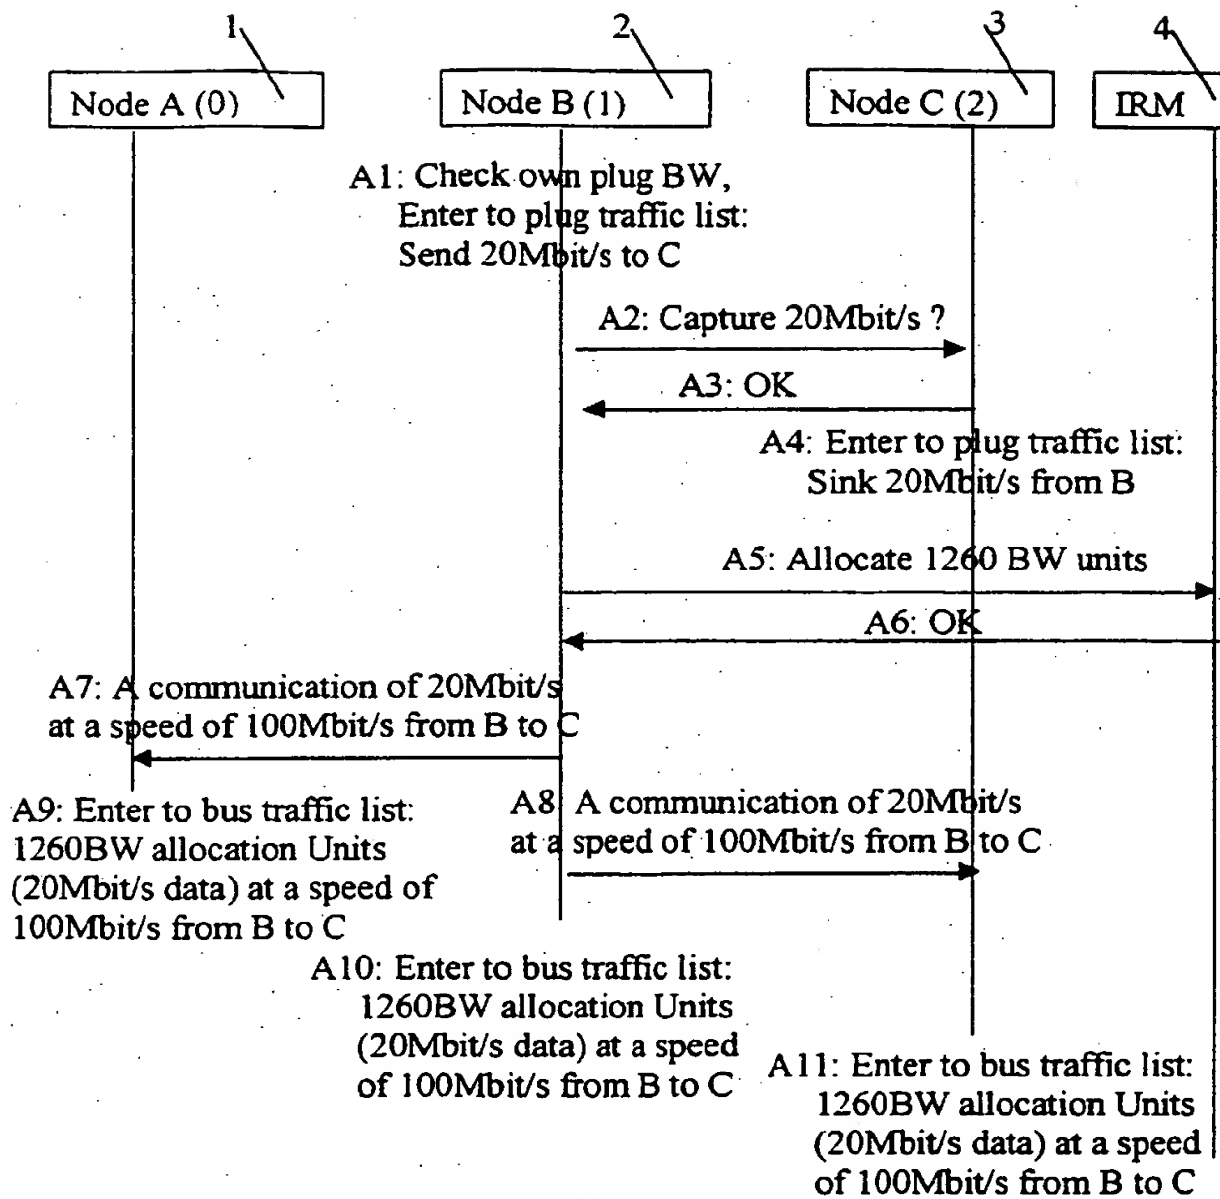 1 2 3 4
Node A (0) Node B (1) Node C (2) IRM
A1: Check own plug BW,
Enter to plug traffic list:
Send 20Mbit/s to C
A2: Capture 20Mbit/s ?
A3: OK
A4: Enter to plug traffic list:
Sink 20Mbit/s from B
A5: Allocate 1260 BW units
A6: OK
A7: A communication of 20Mbit/s
at a speed of 100Mbit/s from B to C
A8 A communication of 20Mbit/s
at a speed of 100Mbit/s from B to C
A9: Enter to bus traffic list:
1260BW allocation Units
(20Mbit/s data) at a speed of
100Mbit/s from B to C
A10: Enter to bus traffic list:
1260BW allocation Units
(20Mbit/s data) at a speed
of 100Mbit/s from B to C
A11: Enter to bus traffic list:
1260BW allocation Units
(20Mbit/s data) at a speed
of 100Mbit/s from B to C